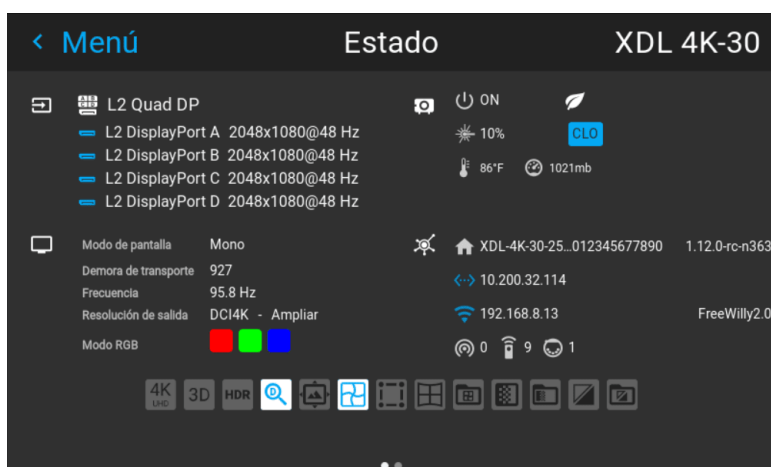 Menú
Estado
XDL 4K-30
L2 Quad DP
L2 DisplayPort A 2048x1080@48 Hz
L2 DisplayPort B 2048x1080@48 Hz
L2 DisplayPort C 2048x1080@48 Hz
L2 DisplayPort D 2048x1080@48 Hz
ON
10%
CLO
86°F
1021mb
Modo de pantalla Mono
Demora de transporte 927
Frecuencia 95.8 Hz
Resolución de salida DCI4K - Ampliar
Modo RGB
XDL-4K-30-25...012345677890 1.12.0-rc-n363
10.200.32.114
192.168.8.13 FreeWilly2.0
0 9 1
4K UHD 3D HDR D